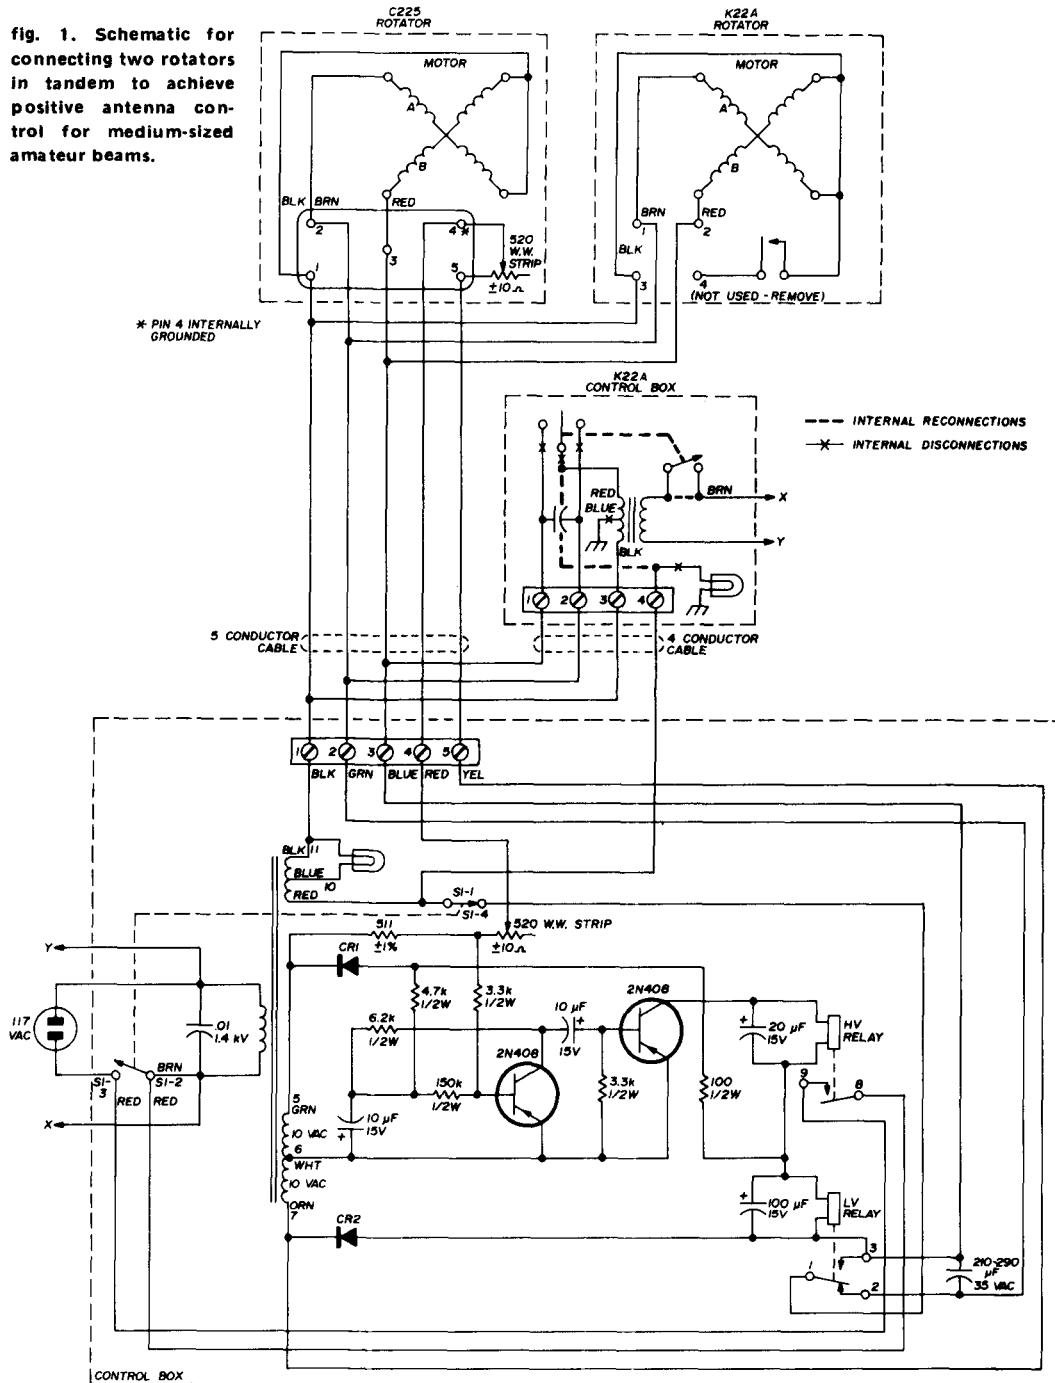 fig. 1. Schematic for
connecting two rotators
in tandem to achieve
positive antenna con-
trol for medium-sized
amateur beams.
C225
ROTATOR
MOTOR
A
B
BLK
BRN
RED
2
4
*
3
1
5
520
W.W.
STRIP
±10Ω
* PIN 4 INTERNALLY
GROUNDED
K22A
ROTATOR
MOTOR
A
B
BRN
RED
1
2
BLK
3
4
(NOT USED - REMOVE)
K22A
CONTROL BOX
RED
BLUE
BLK
BRN
X
Y
1
2
3
4
INTERNAL RECONNECTIONS
INTERNAL DISCONNECTIONS
5 CONDUCTOR
CABLE
4 CONDUCTOR
CABLE
1
2
3
4
5
BLK
GRN
BLUE
RED
YEL
BLK 11
BLUE
10
RED
S1-1
S1-4
511
±1%
520 W.W. STRIP
±10Ω
CR1
4.7k
1/2W
3.3k
1/2W
6.2k
1/2W
10 μF
15V
+
2N408
2N408
150k
1/2W
3.3k
1/2W
100
1/2W
20 μF
15V
+
HV
RELAY
9
8
Y
117
VAC
.01
1.4 kV
S1-
3
BRN
S1-2
RED
RED
X
5
GRN
10 VAC
6
WHT
10 VAC
ORN
7
10 μF
15V
+
CR2
100 μF
15V
+
LV
RELAY
3
1
2
210-290
μF
35 VAC
CONTROL BOX